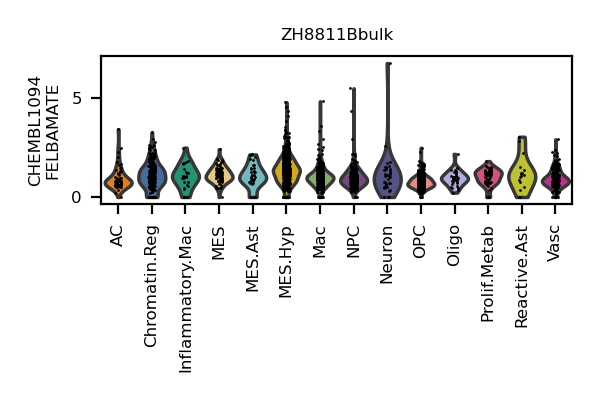 ZH8811Bbulk
CHEMBL1094
FELBAMATE
5
0
AC
Chromatin.Reg
Inflammatory.Mac
MES
MES.Ast
MES.Hyp
Mac
NPC
Neuron
OPC
Oligo
Prolif.Metab
Reactive.Ast
Vasc